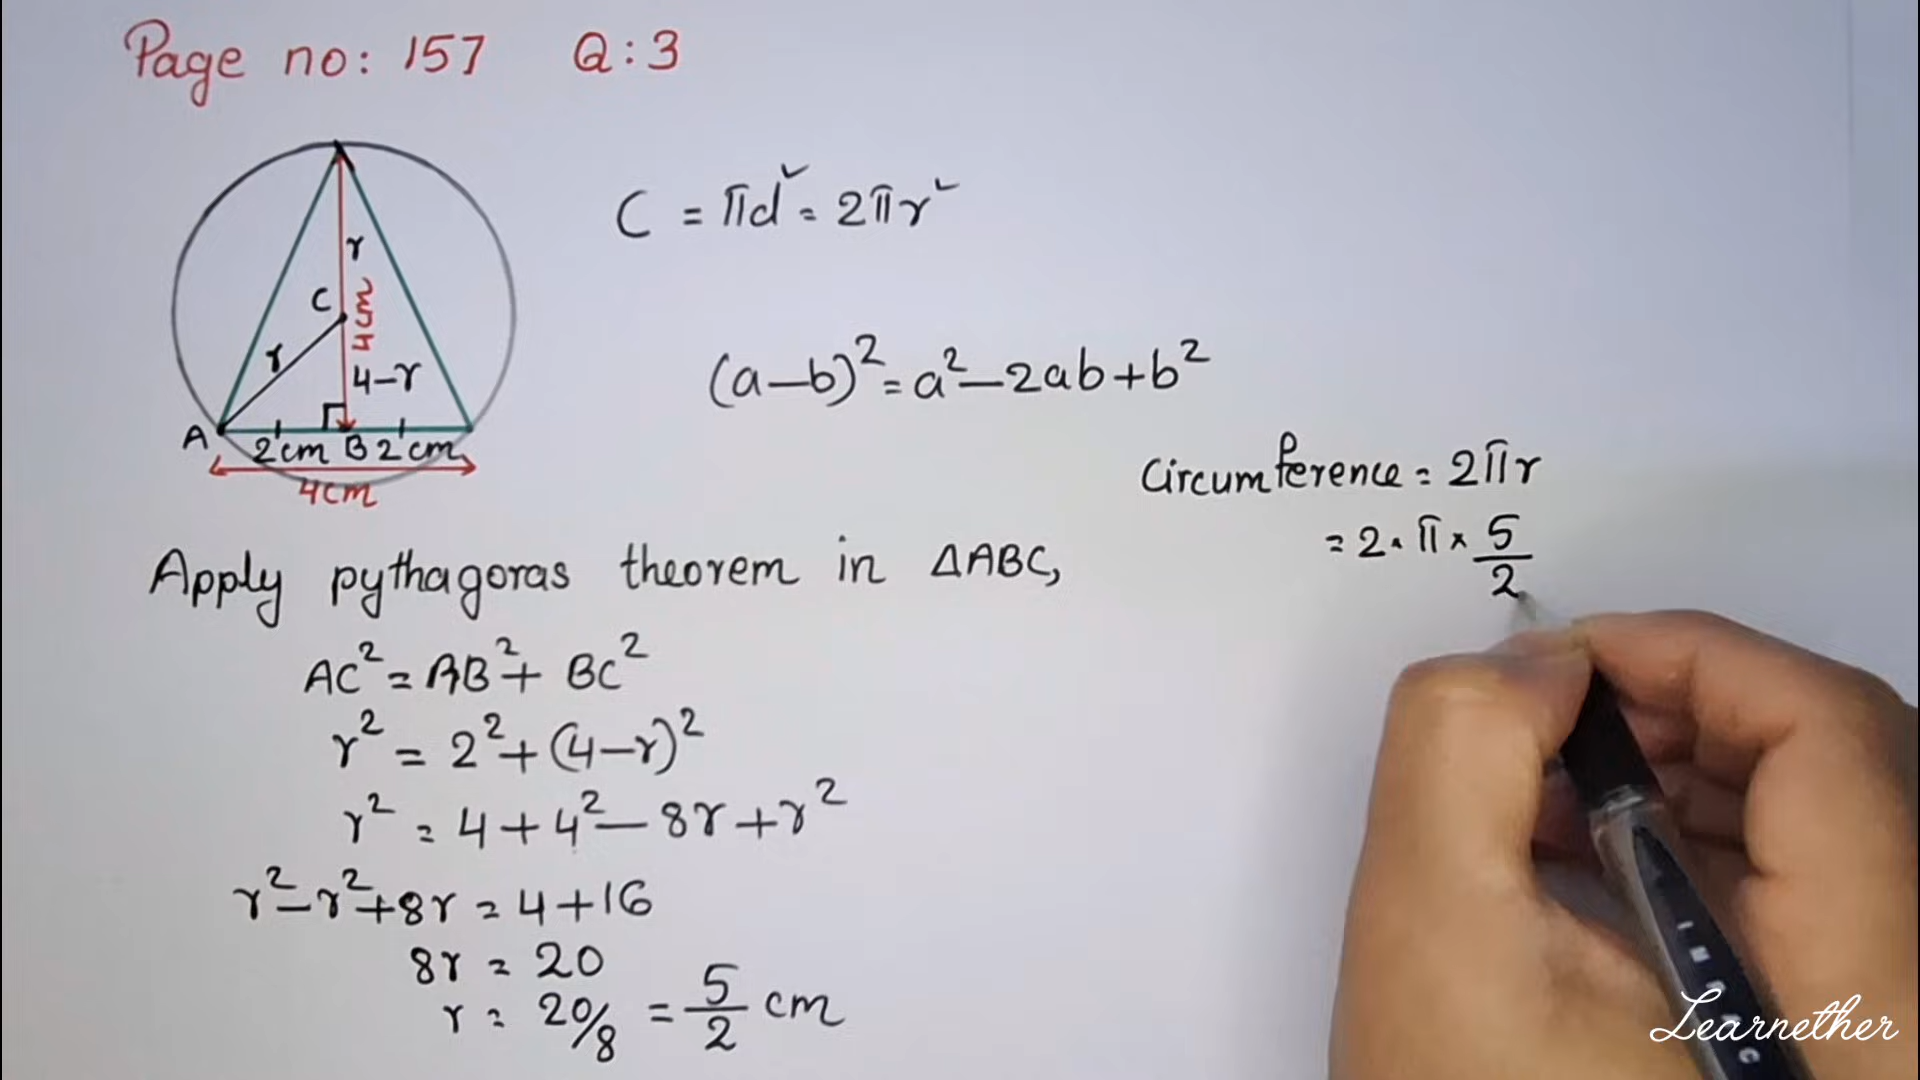 Page no: 157 Q:3
C = πd✓ = 2πr✓
r
C
4cm
r
4-r
(a-b)² = a²-2ab+b²
A 2cm B 2cm
4cm
Circumference = 2πr
= 2 × π × 5/2
Apply pythagoras theorem in ΔABC,
AC² = AB² + BC²
r² = 2² + (4-r)²
r² = 4 + 4² - 8r + r²
r² - r² + 8r = 4 + 16
8r = 20
r = 20/8 = 5/2 cm
Learnether